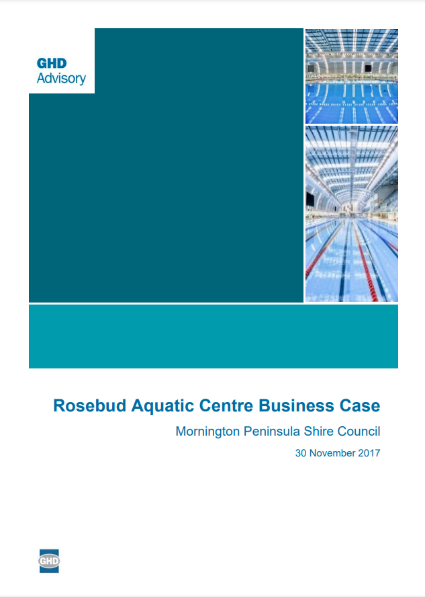 GHD
Advisory
Rosebud Aquatic Centre Business Case
Mornington Peninsula Shire Council
30 November 2017
GHD